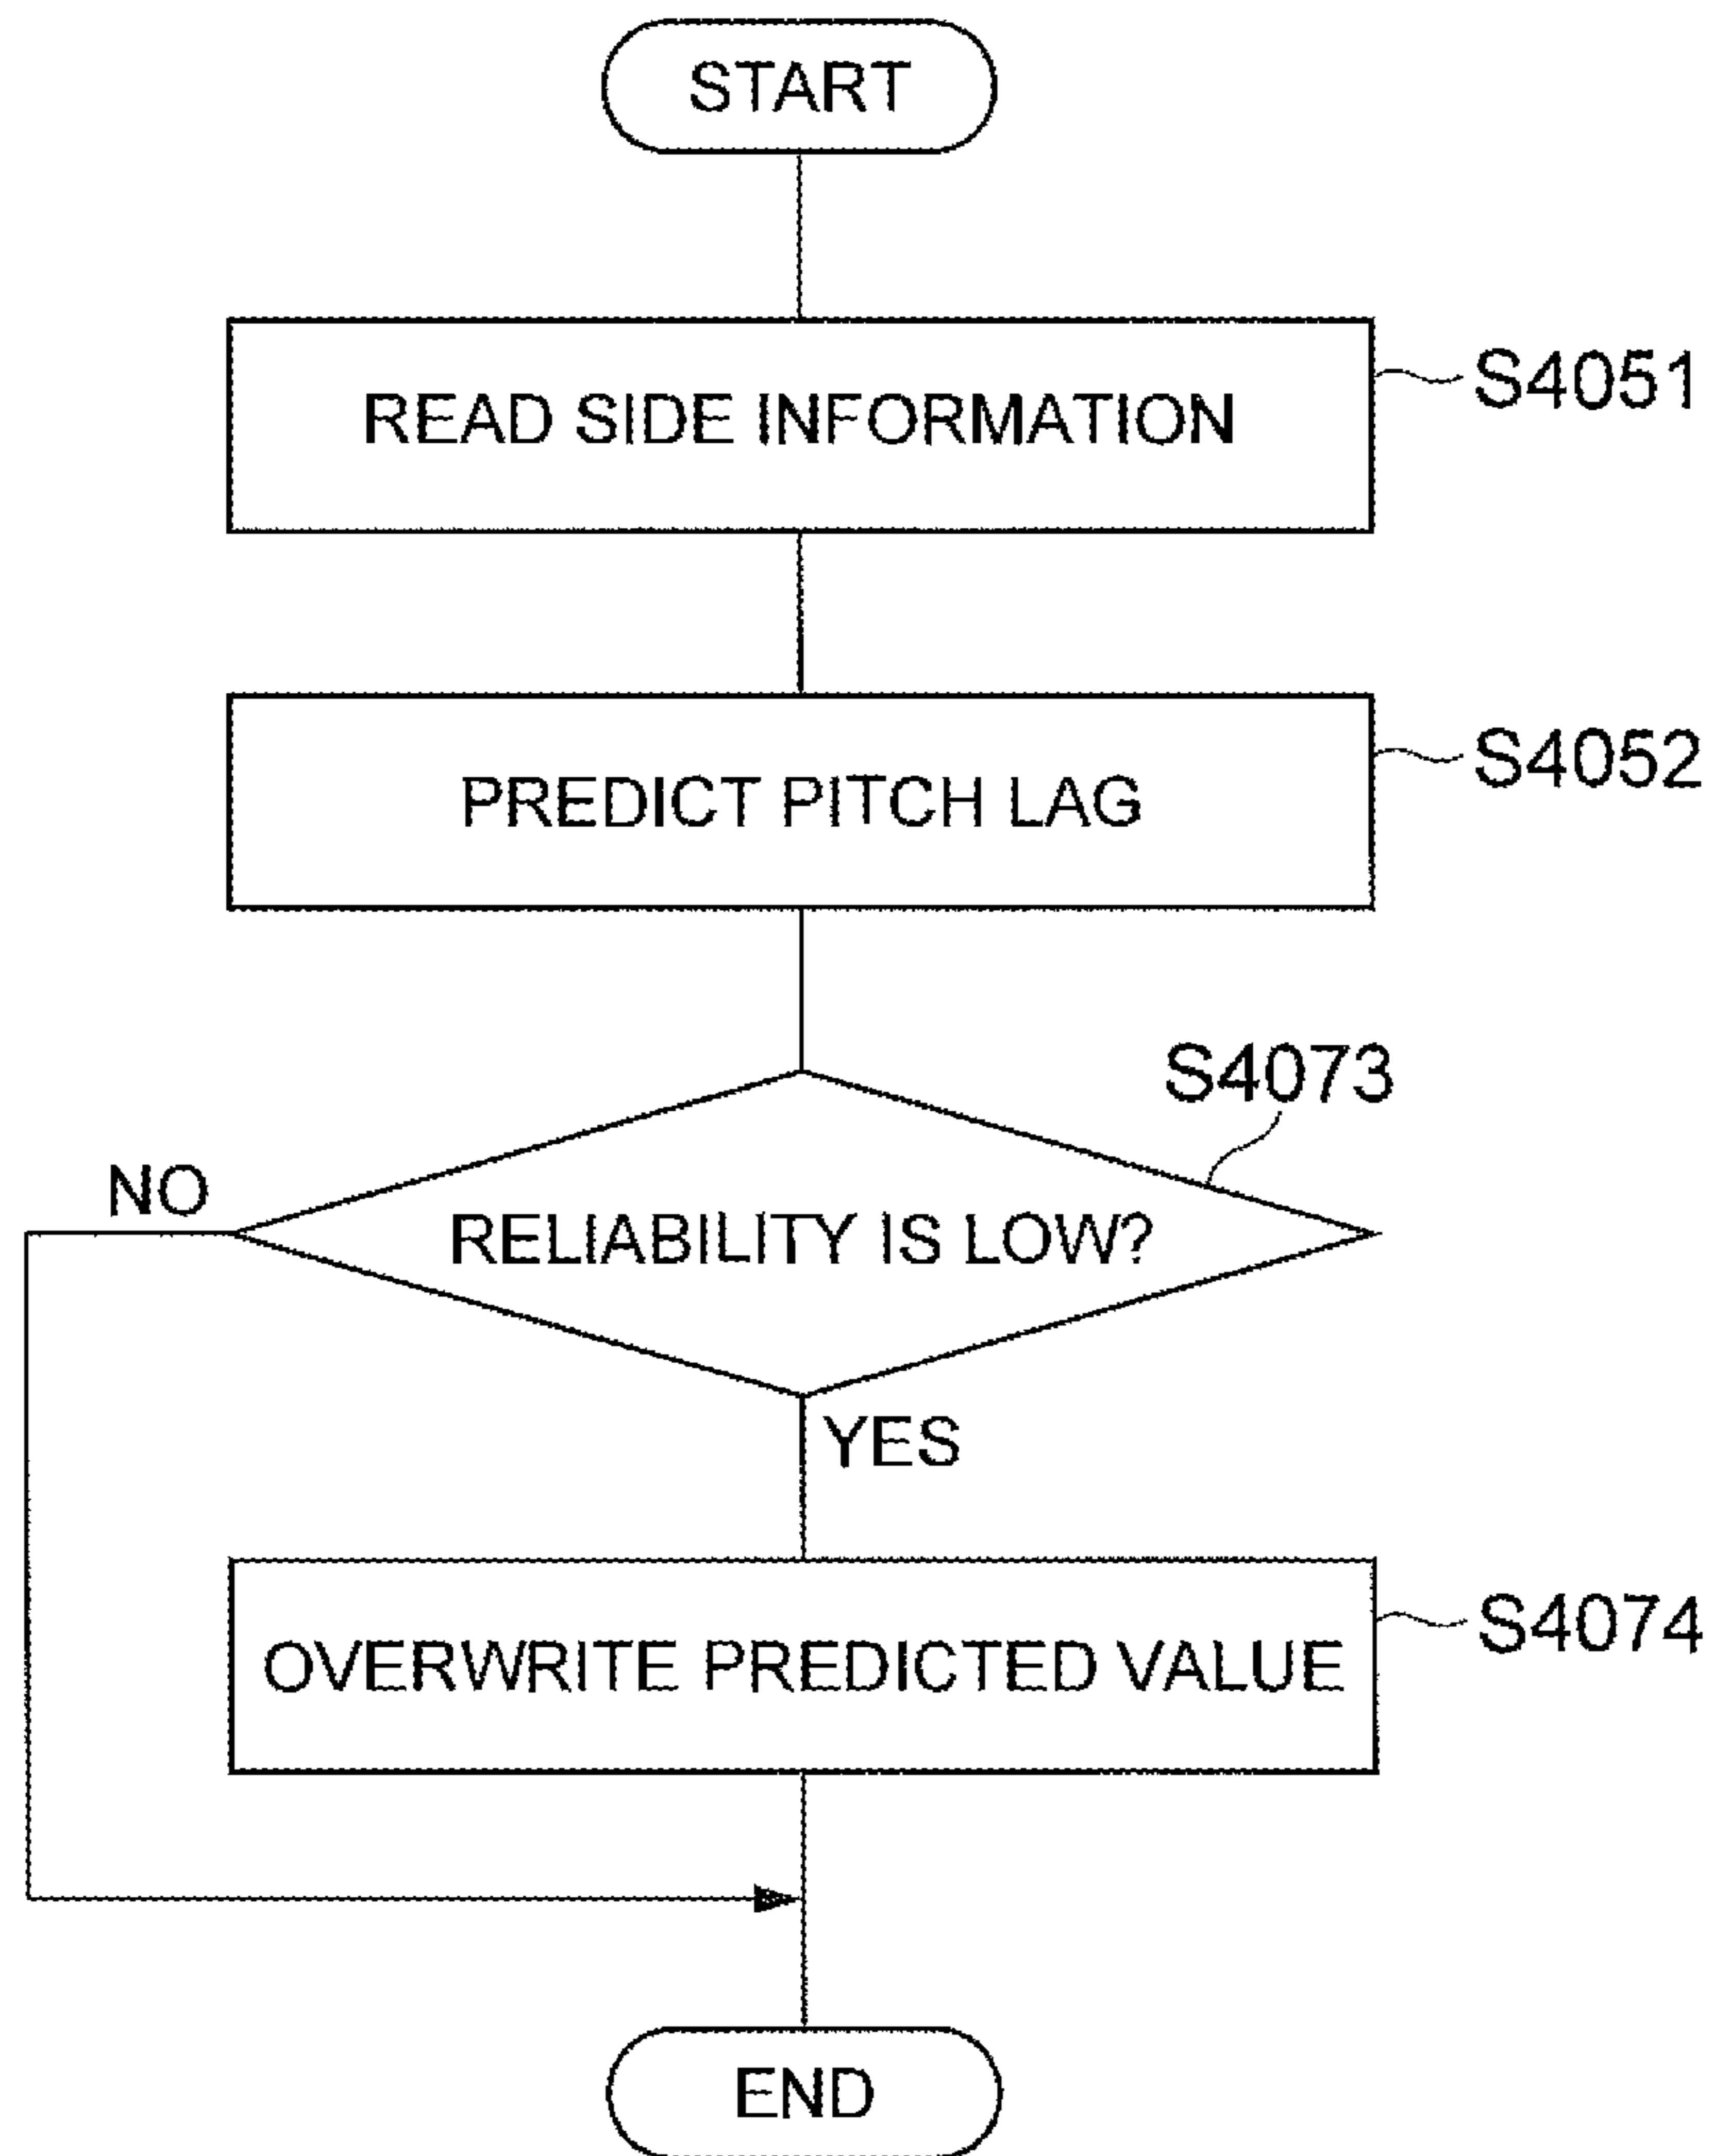 START
READ SIDE INFORMATION
S4051
PREDICT PITCH LAG
S4052
S4073
NO
RELIABILITY IS LOW?
YES
OVERWRITE PREDICTED VALUE
S4074
END